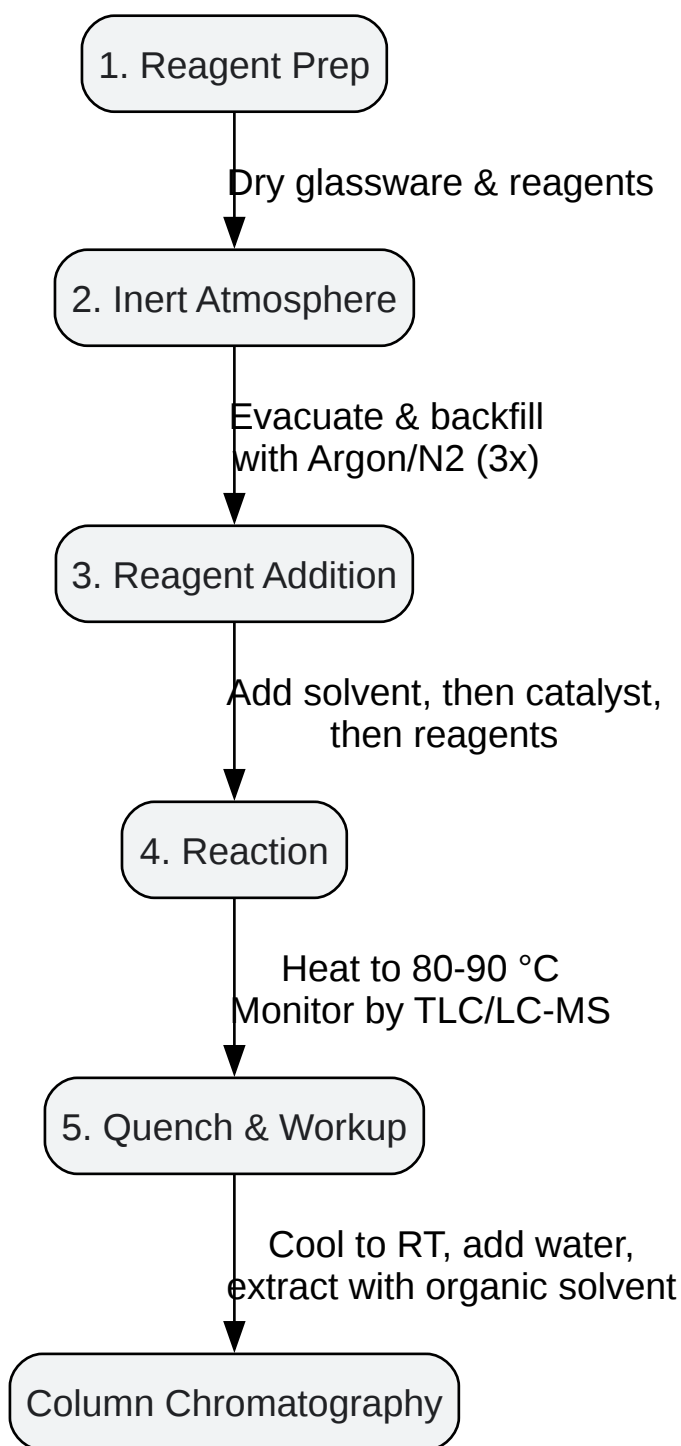 1. Reagent Prep
Dry glassware & reagents
2. Inert Atmosphere
Evacuate & backfill
with Argon/N2 (3x)
3. Reagent Addition
Add solvent, then catalyst,
then reagents
4. Reaction
Heat to 80-90 °C
Monitor by TLC/LC-MS
5. Quench & Workup
Cool to RT, add water,
extract with organic solvent
Column Chromatography